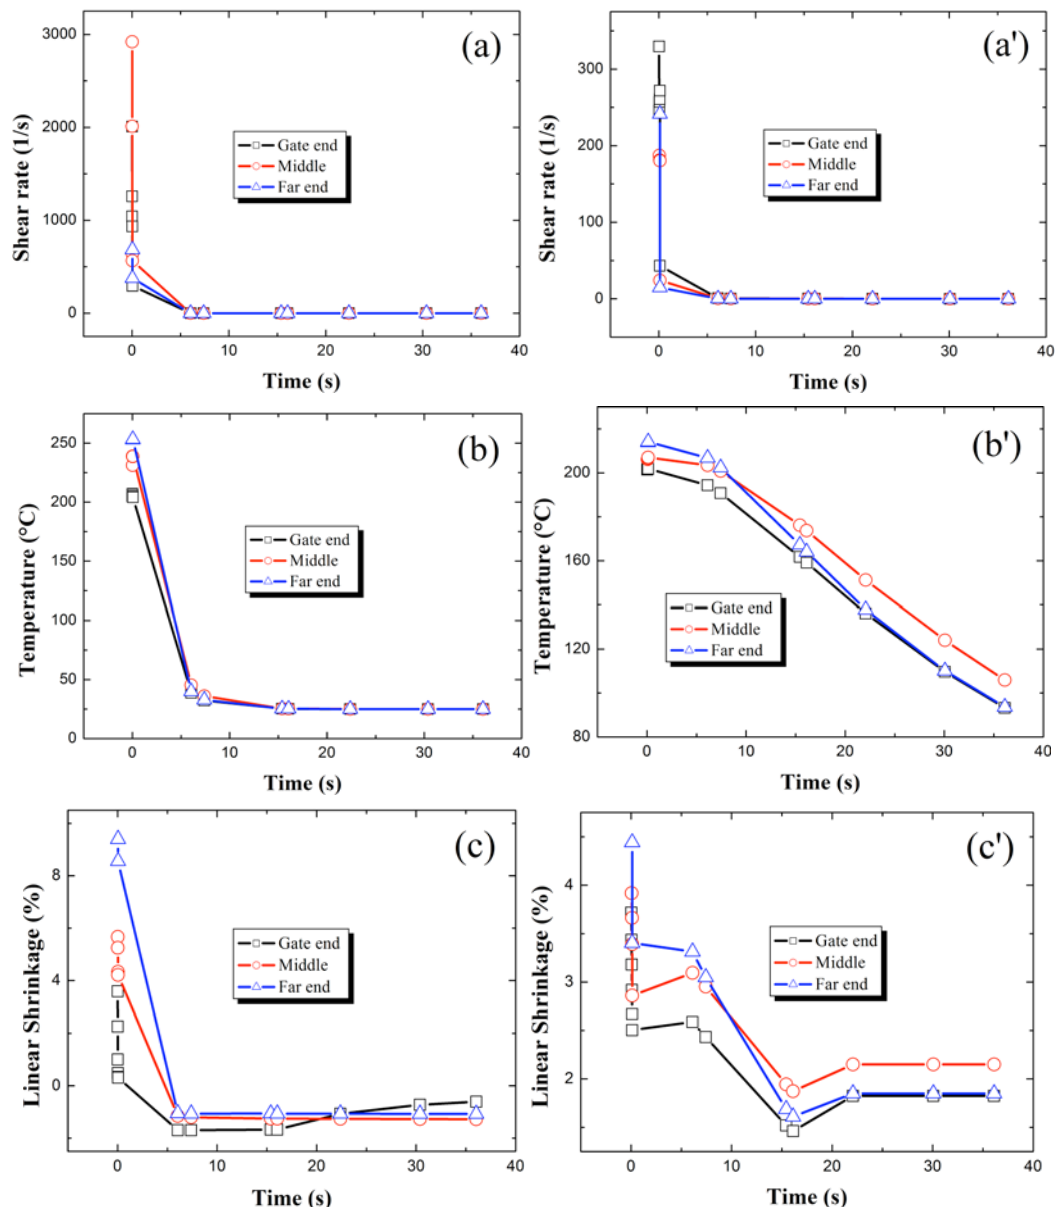 (a)
Shear rate (1/s)
3000
2000
1000
0
Gate end
Middle
Far end
0 10 20 30 40
Time (s)
(a')
Shear rate (1/s)
300
200
100
0
Gate end
Middle
Far end
0 10 20 30 40
Time (s)
(b)
Temperature (°C)
250
200
150
100
50
0
Gate end
Middle
Far end
0 10 20 30 40
Time (s)
(b')
Temperature (°C)
200
160
120
80
Gate end
Middle
Far end
0 10 20 30 40
Time (s)
(c)
Linear Shrinkage (%)
8
4
0
Gate end
Middle
Far end
0 10 20 30 40
Time (s)
(c')
Linear Shrinkage (%)
4
3
2
Gate end
Middle
Far end
0 10 20 30 40
Time (s)